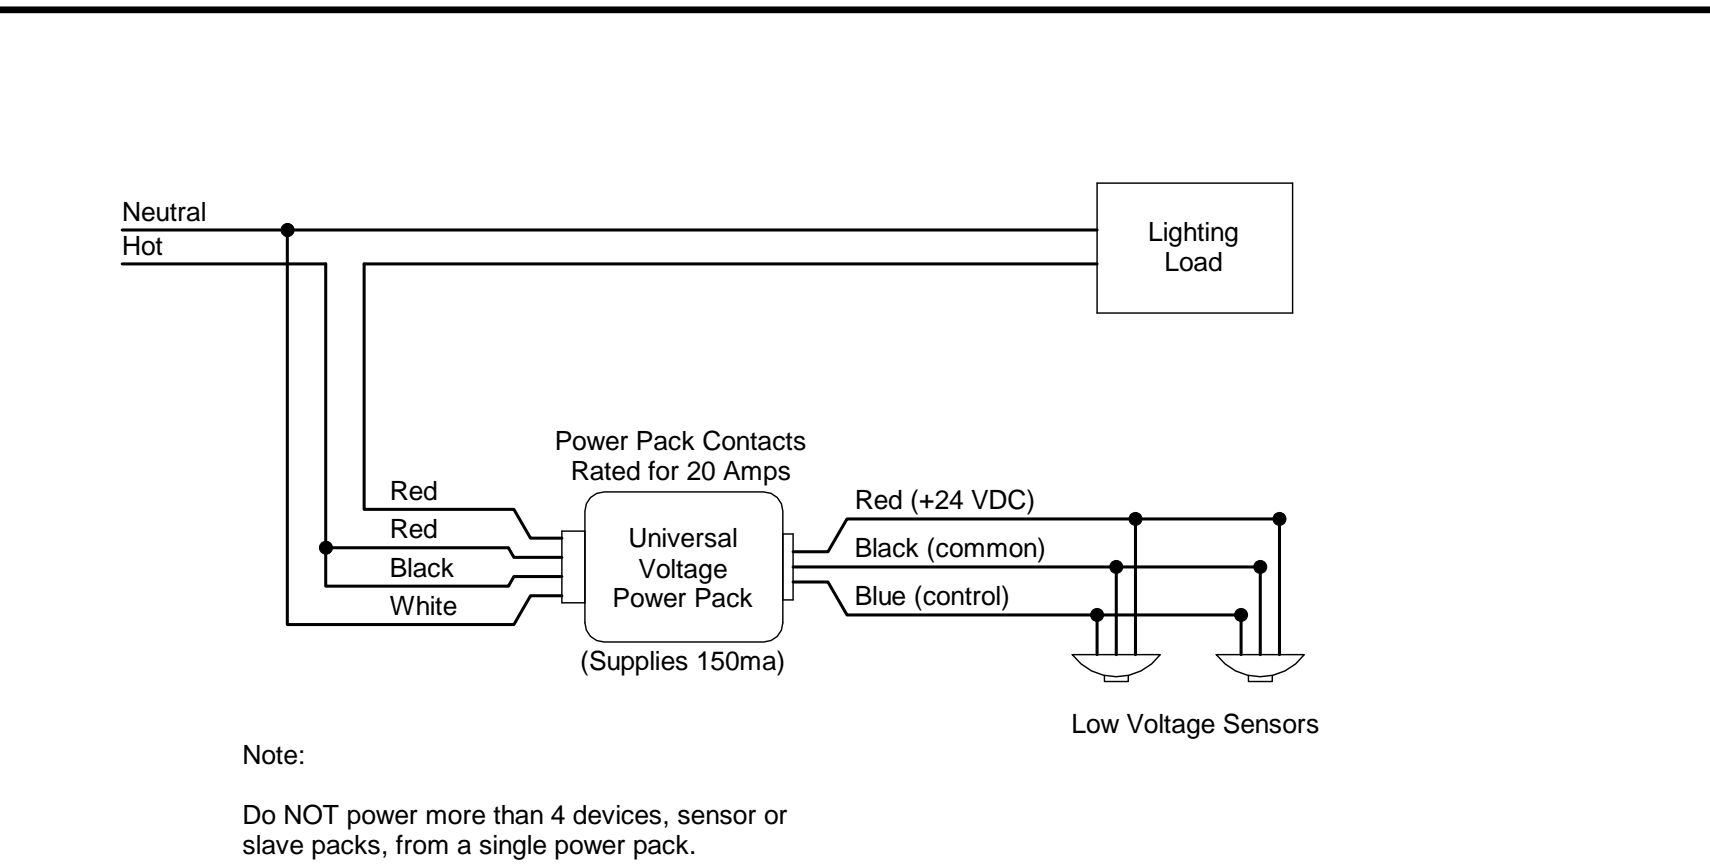 Neutral
Hot
Lighting
Load
Power Pack Contacts
Rated for 20 Amps
Red
Red
Black
White
Universal
Voltage
Power Pack
(Supplies 150ma)
Red (+24 VDC)
Black (common)
Blue (control)
Low Voltage Sensors
Note:
Do NOT power more than 4 devices, sensor or
slave packs, from a single power pack.